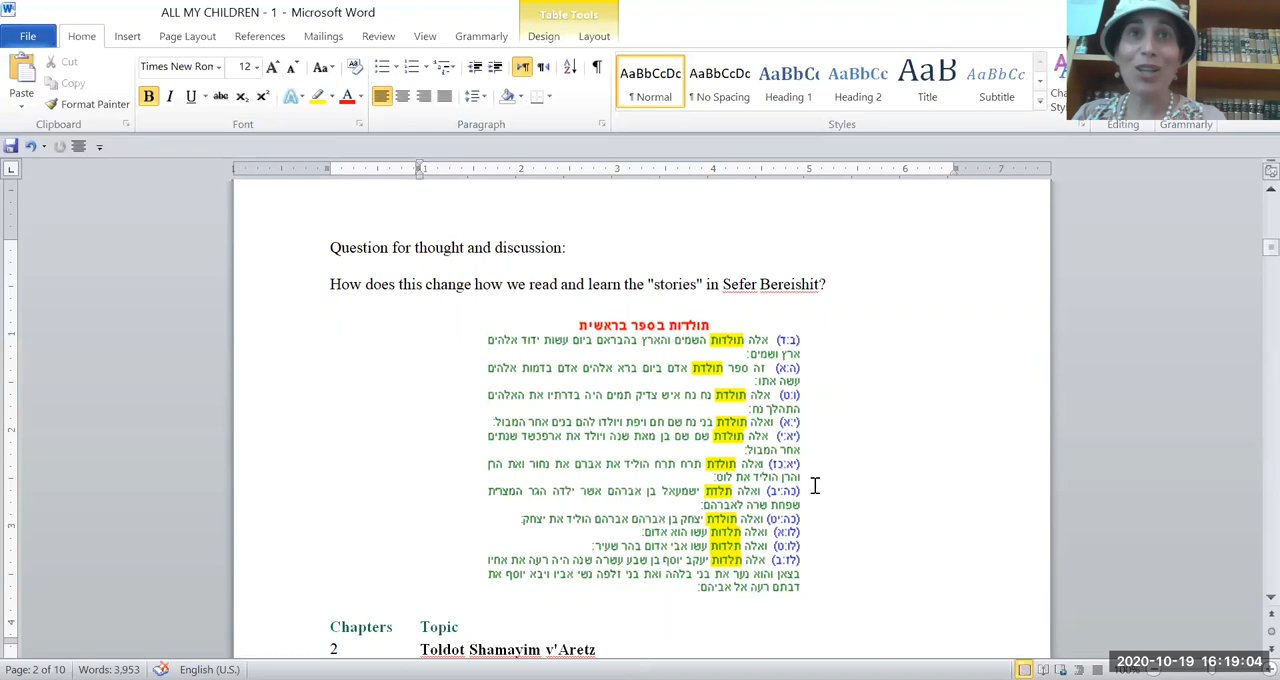 ALL MY CHILDREN - 1 - Microsoft Word
Table Tools
File Home Insert Page Layout References Mailings Review View Grammarly Design Layout
Paste
Cut
Copy
Format Painter
Clipboard
Times New Rom 12
B I U abc
Font
Paragraph
AaBbCcDc AaBbCcDc AaBbC AaBbCc AaB AaBbCc.
¶ Normal ¶ No Spacing Heading 1 Heading 2 Title Subtitle
Styles
Editing Grammarly
Question for thought and discussion:
How does this change how we read and learn the "stories" in Sefer Bereishit?
תולדות בספר בראשית
(ב:ד) אלה תולדות השמים והארץ בהבראם ביום עשות ידוד אלהים
ארץ ושמים:
(ה:א) זה ספר תולדת אדם ביום ברא אלהים אדם בדמות אלהים
עשה אתו:
(ו:ט) אלה תולדת נח נח איש צדיק תמים היה בדרתיו את האלהים
התהלך נח:
(י:א) ואלה תולדת בני נח שם חם ויפת ויולדו להם בנים אחר המבול:
(יא:י) אלה תולדת שם שם בן מאת שנה ויולד את ארפכשד שנתים
אחר המבול:
(יא:כז) ואלה תולדת תרח תרח הוליד את אברם את נחור ואת הרן
והרן הוליד את לוט:
(כה:יב) ואלה תלדת ישמעאל בן אברהם אשר ילדה הגר המצרית
שפחת שרה לאברהם:
(כה:יט) ואלה תולדת יצחק בן אברהם אברהם הוליד את יצחק:
(לו:א) ואלה תלדות עשו הוא אדום:
(לו:ט) ואלה תלדות עשו אבי אדום בהר שעיר:
(לז:ב) אלה תלדות יעקב יוסף בן שבע עשרה שנה היה רעה את אחיו
בצאן והוא נער את בני בלהה ואת בני זלפה נשי אביו ויבא יוסף את
דבתם רעה אל אביהם:
Chapters Topic
2 Toldot Shamayim v'Aretz
Page: 2 of 10 Words: 3,953 English (U.S.) 2020-10-19 16:19:04